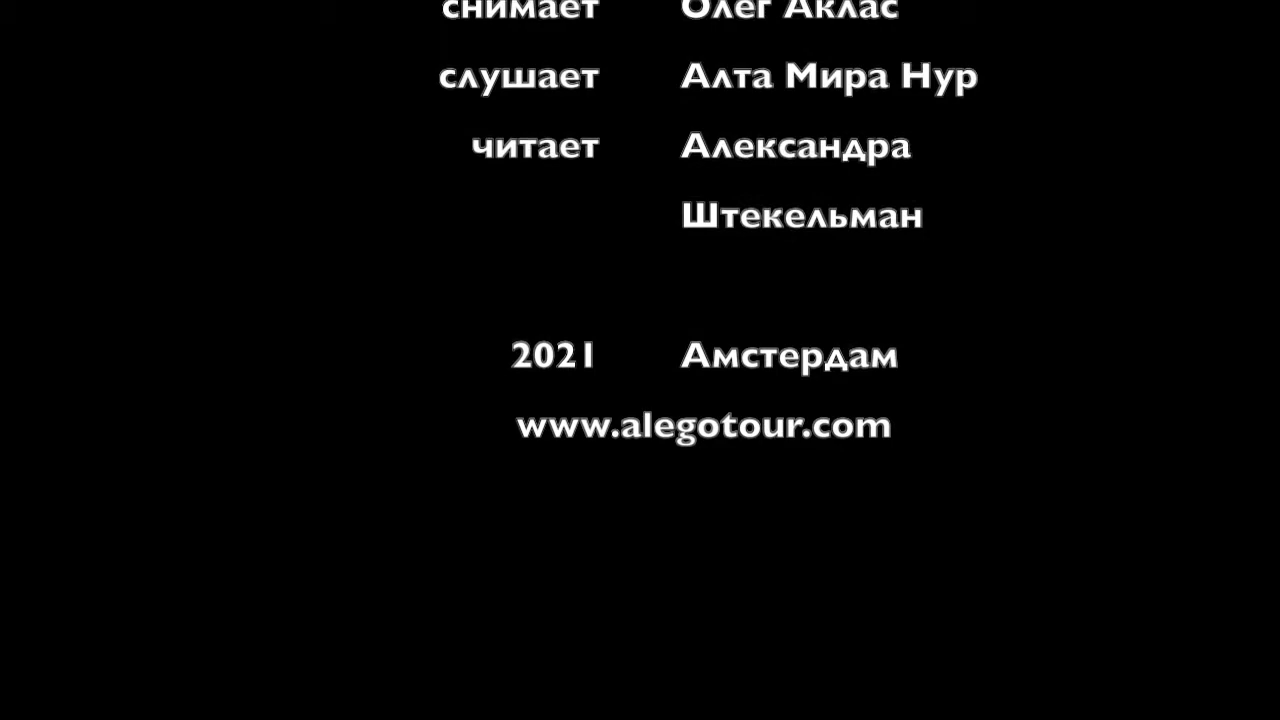 снимает Олег Аклас
слушает Алта Мира Нур
читает Александра
Штекельман
2021 Амстердам
www.alegotour.com